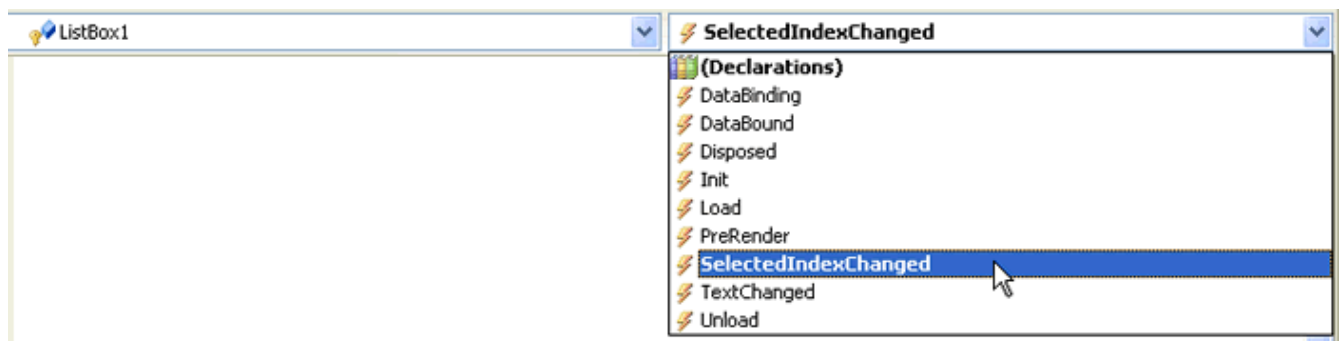 ListBox1
SelectedIndexChanged
(Declarations)
DataBinding
DataBound
Disposed
Init
Load
PreRender
SelectedIndexChanged
TextChanged
Unload